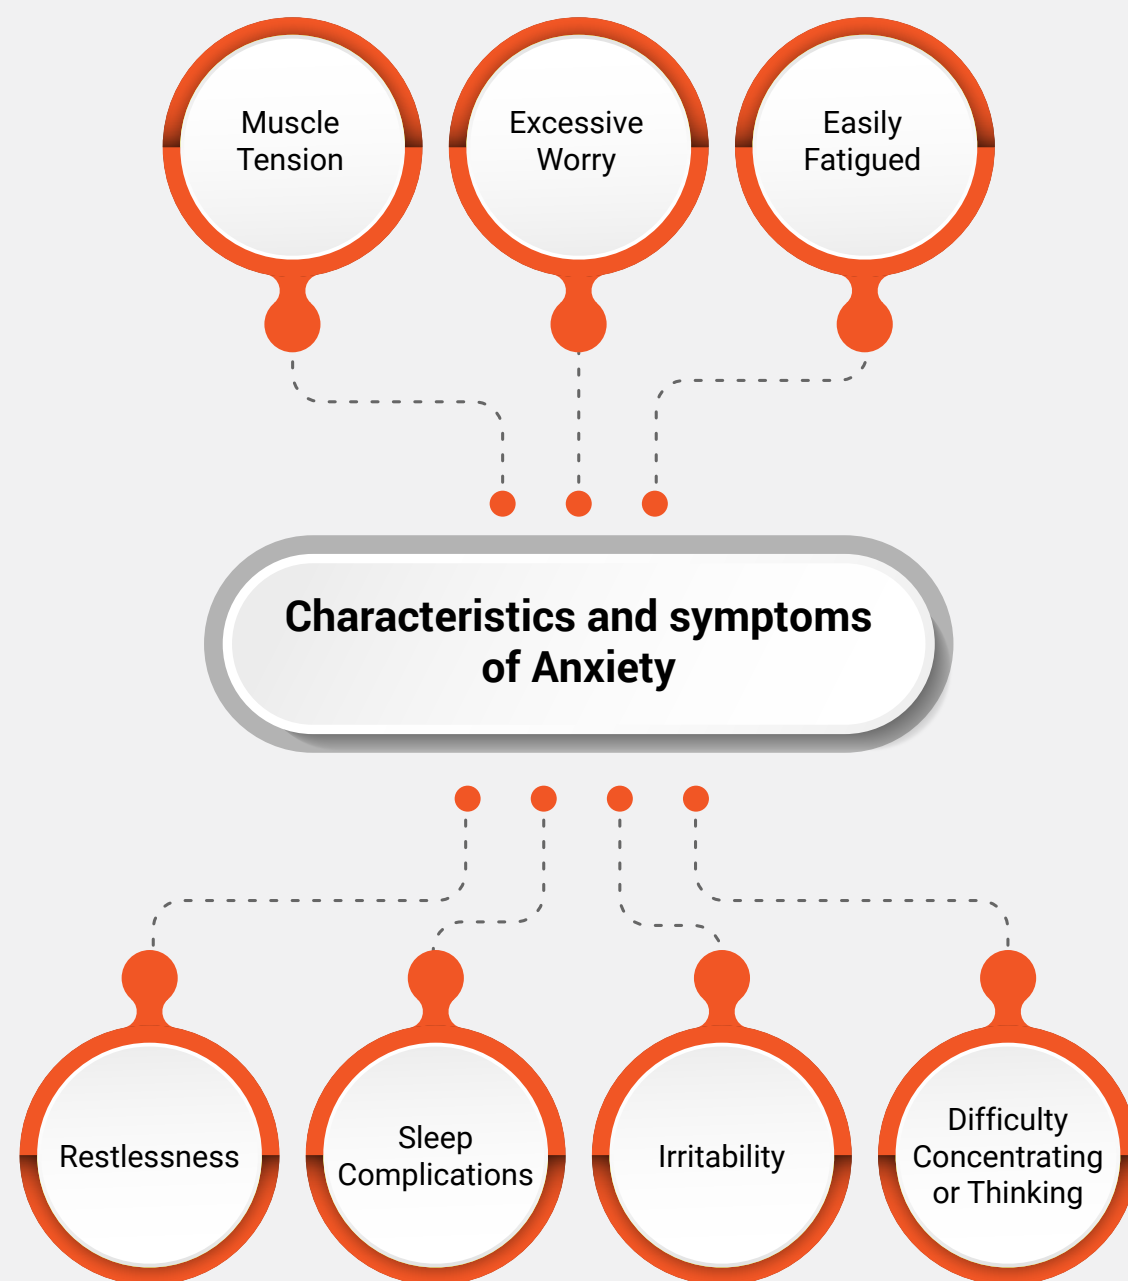 Muscle
Tension
Excessive
Worry
Easily
Fatigued
Characteristics and symptoms
of Anxiety
Restlessness
Sleep
Complications
Irritability
Difficulty
Concentrating
or Thinking